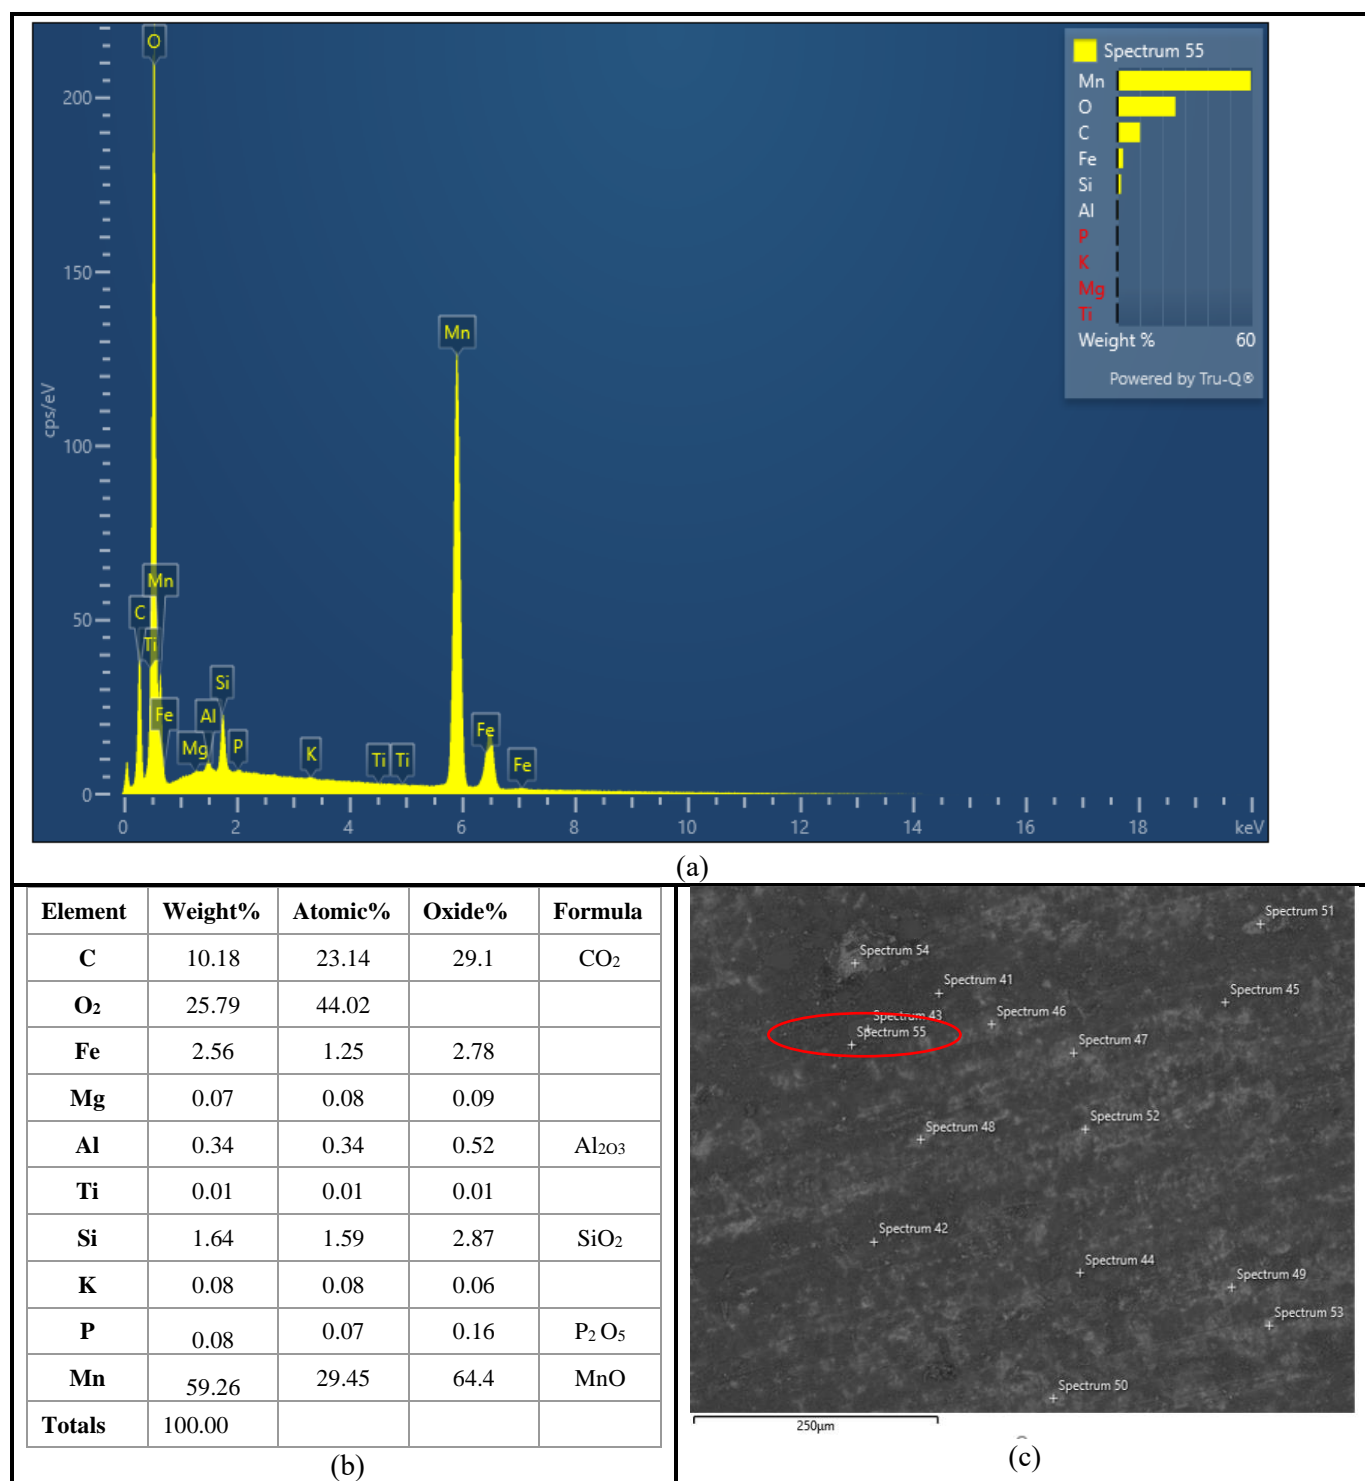 O
Spectrum 55
200
Mn
O
C
Fe
Si
Al
P
K
Mg
Ti
Weight % 60
Powered by Tru-Q®
150
Mn
cps/eV
100
Mn
C
50
Ti
Si
Fe
Al
Mg
P
K
Ti
Ti
Fe
Fe
0
0 2 4 6 8 10 12 14 16 18 keV
(a)
Element Weight% Atomic% Oxide% Formula
C 10.18 23.14 29.1 CO₂
O₂ 25.79 44.02
Fe 2.56 1.25 2.78
Mg 0.07 0.08 0.09
Al 0.34 0.34 0.52 Al₂O₃
Ti 0.01 0.01 0.01
Si 1.64 1.59 2.87 SiO₂
K 0.08 0.08 0.06
P 0.08 0.07 0.16 P₂ O₅
Mn 59.26 29.45 64.4 MnO
Totals 100.00
(b)
Spectrum 51
Spectrum 54
Spectrum 41
Spectrum 45
Spectrum 43
Spectrum 46
Spectrum 55
Spectrum 47
Spectrum 52
Spectrum 48
Spectrum 42
Spectrum 44
Spectrum 49
Spectrum 53
Spectrum 50
250µm
(c)